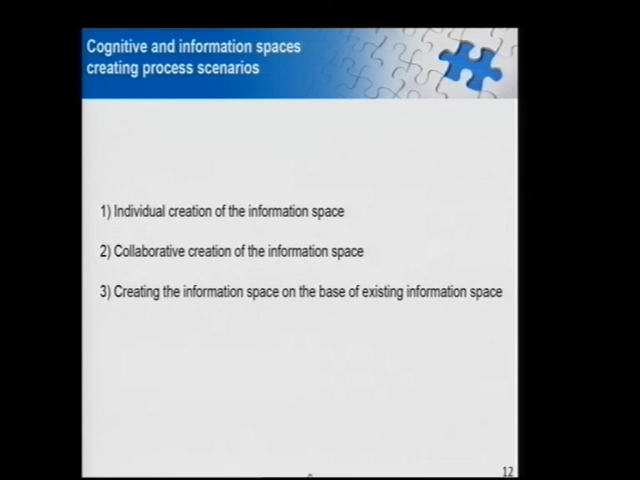 Cognitive and information spaces
creating process scenarios
1) Individual creation of the information space
2) Collaborative creation of the information space
3) Creating the information space on the base of existing information space
12